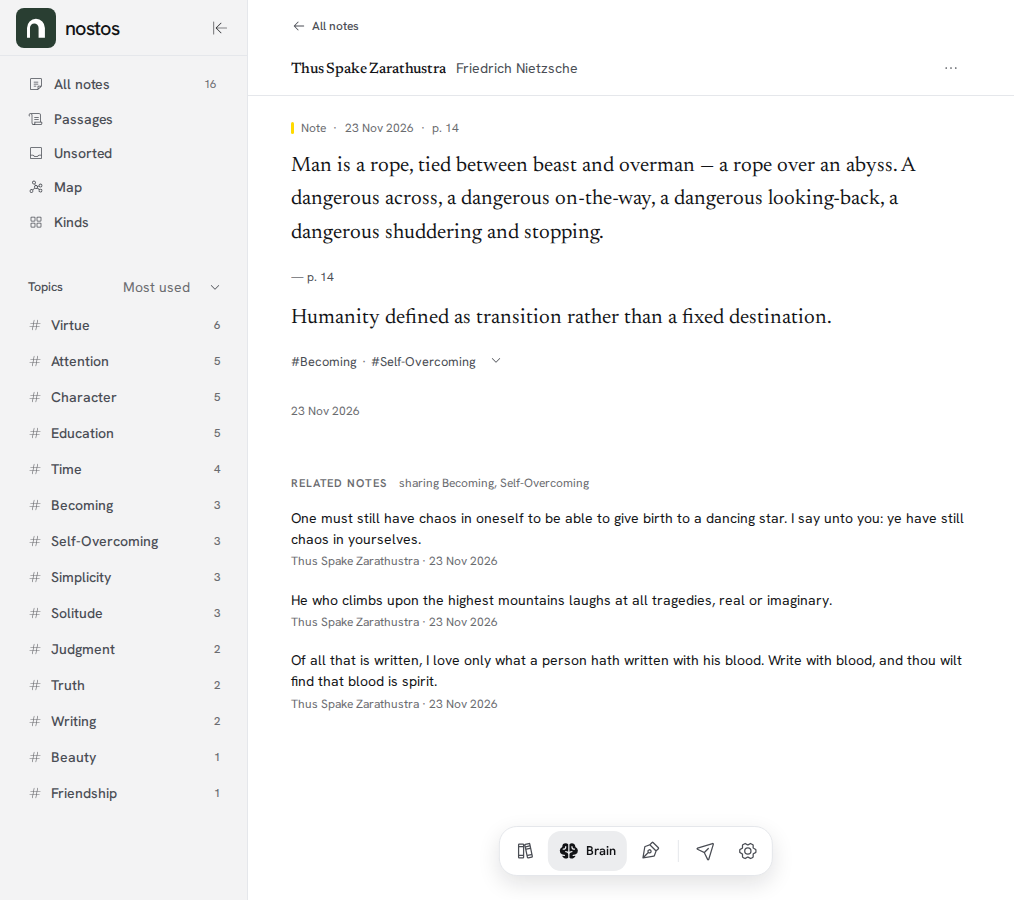 nostos
All notes 16
Passages
Unsorted
Map
Kinds
Topics Most used
# Virtue 6
# Attention 5
# Character 5
# Education 5
# Time 4
# Becoming 3
# Self-Overcoming 3
# Simplicity 3
# Solitude 3
# Judgment 2
# Truth 2
# Writing 2
# Beauty 1
# Friendship 1
← All notes
Thus Spake Zarathustra Friedrich Nietzsche ···
Note · 23 Nov 2026 · p. 14
Man is a rope, tied between beast and overman — a rope over an abyss. A
dangerous across, a dangerous on-the-way, a dangerous looking-back, a
dangerous shuddering and stopping.
— p. 14
Humanity defined as transition rather than a fixed destination.
#Becoming · #Self-Overcoming
23 Nov 2026
RELATED NOTES sharing Becoming, Self-Overcoming
One must still have chaos in oneself to be able to give birth to a dancing star. I say unto you: ye have still
chaos in yourselves.
Thus Spake Zarathustra · 23 Nov 2026
He who climbs upon the highest mountains laughs at all tragedies, real or imaginary.
Thus Spake Zarathustra · 23 Nov 2026
Of all that is written, I love only what a person hath written with his blood. Write with blood, and thou wilt
find that blood is spirit.
Thus Spake Zarathustra · 23 Nov 2026
Brain